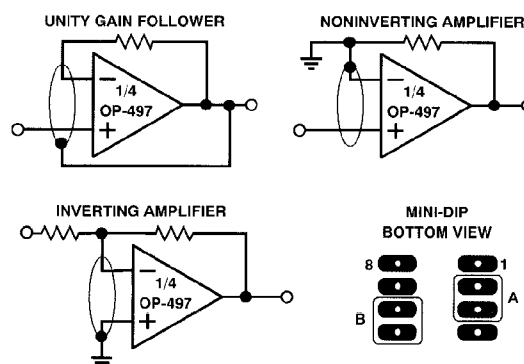 UNITY GAIN FOLLOWER
−
1/4
OP-497
+
NONINVERTING AMPLIFIER
−
1/4
OP-497
+
INVERTING AMPLIFIER
−
1/4
OP-497
+
MINI-DIP
BOTTOM VIEW
8
1
A
B